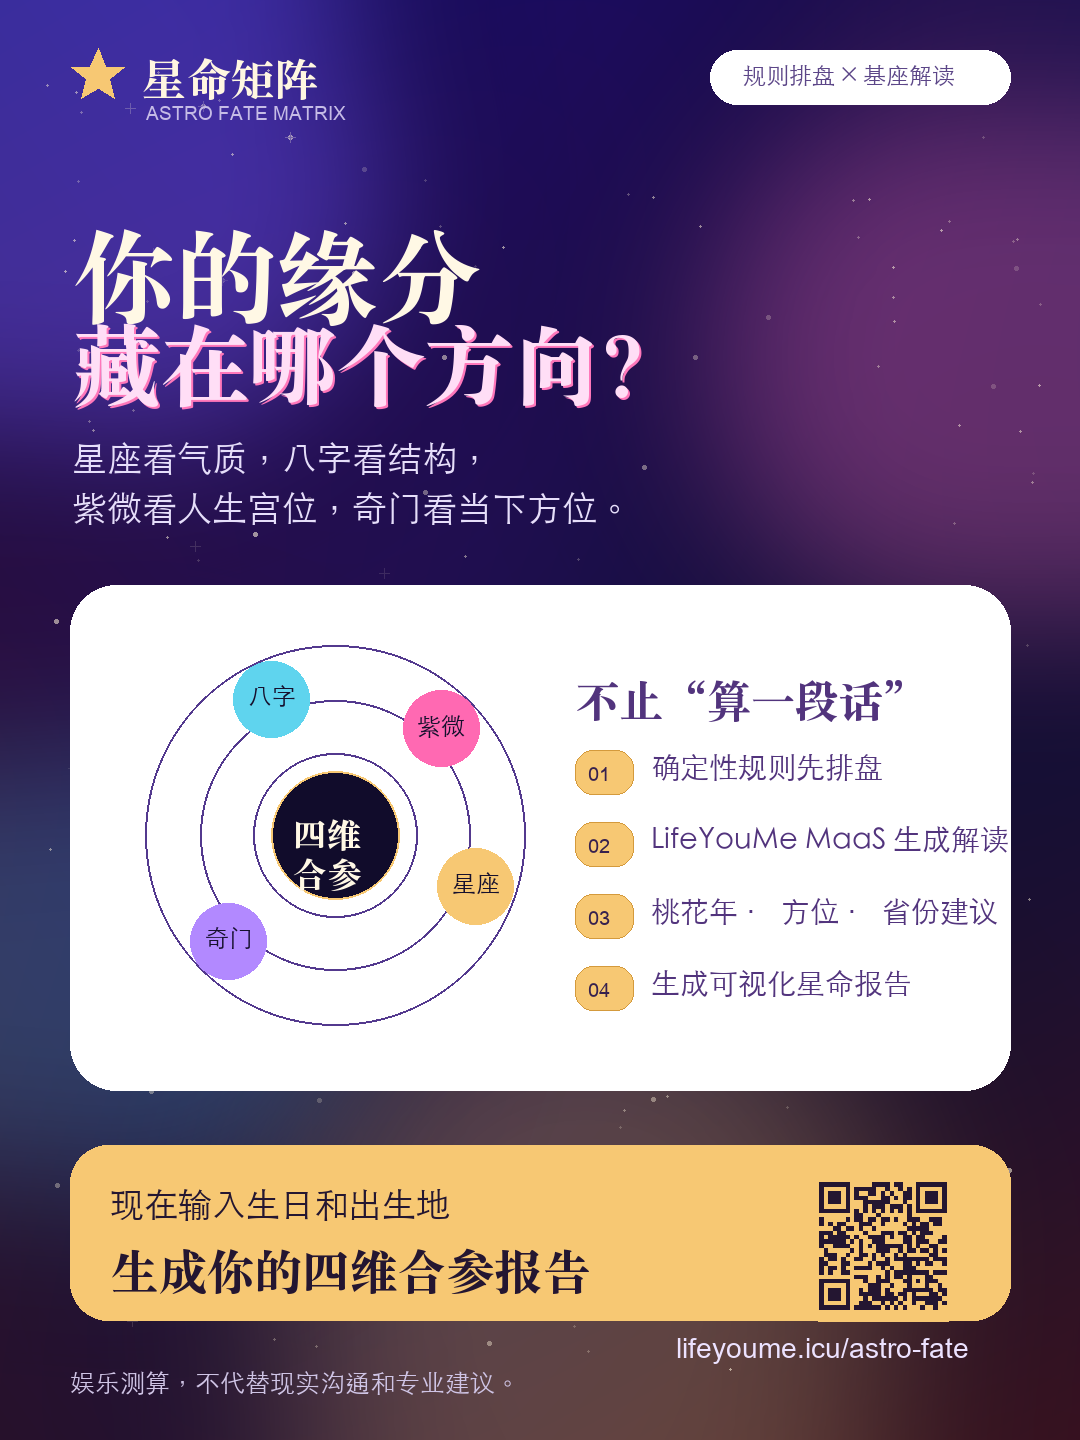 星命矩阵
ASTRO FATE MATRIX
规则排盘 × 基座解读
你的缘分
藏在哪个方向？
星座看气质，八字看结构，
紫微看人生宫位，奇门看当下方位。
八字
紫微
四维
合参
星座
奇门
不止“算一段话”
01 确定性规则先排盘
02 LifeYouMe MaaS 生成解读
03 桃花年 · 方位 · 省份建议
04 生成可视化星命报告
现在输入生日和出生地
生成你的四维合参报告
lifeyoume.icu/astro-fate
娱乐测算，不代替现实沟通和专业建议。